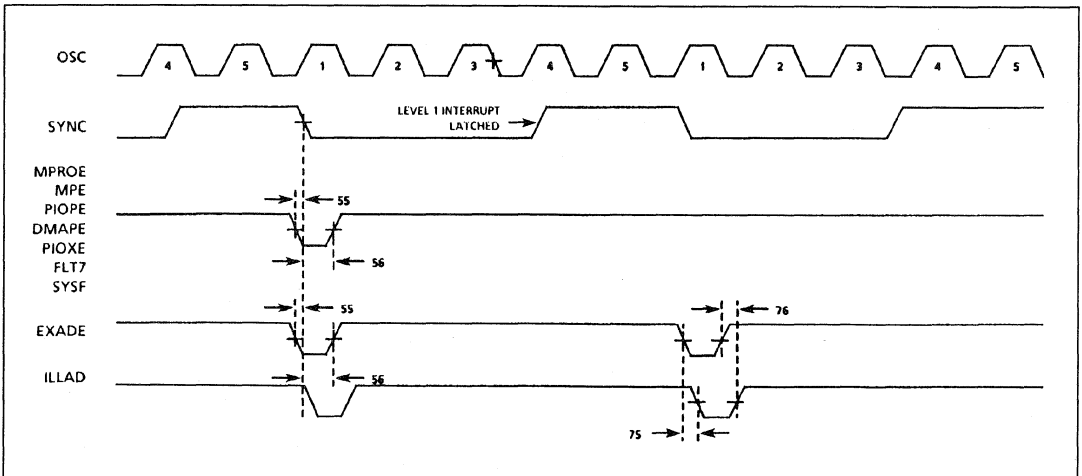 OSC
4 5 1 2 3 4 5 1 2 3 4 5
SYNC
LEVEL 1 INTERRUPT
LATCHED
MPROE
MPE
PIOPE
DMAPE
PIOXE
FLT7
SYSF
55
56
EXADE
55
76
ILLAD
56
75